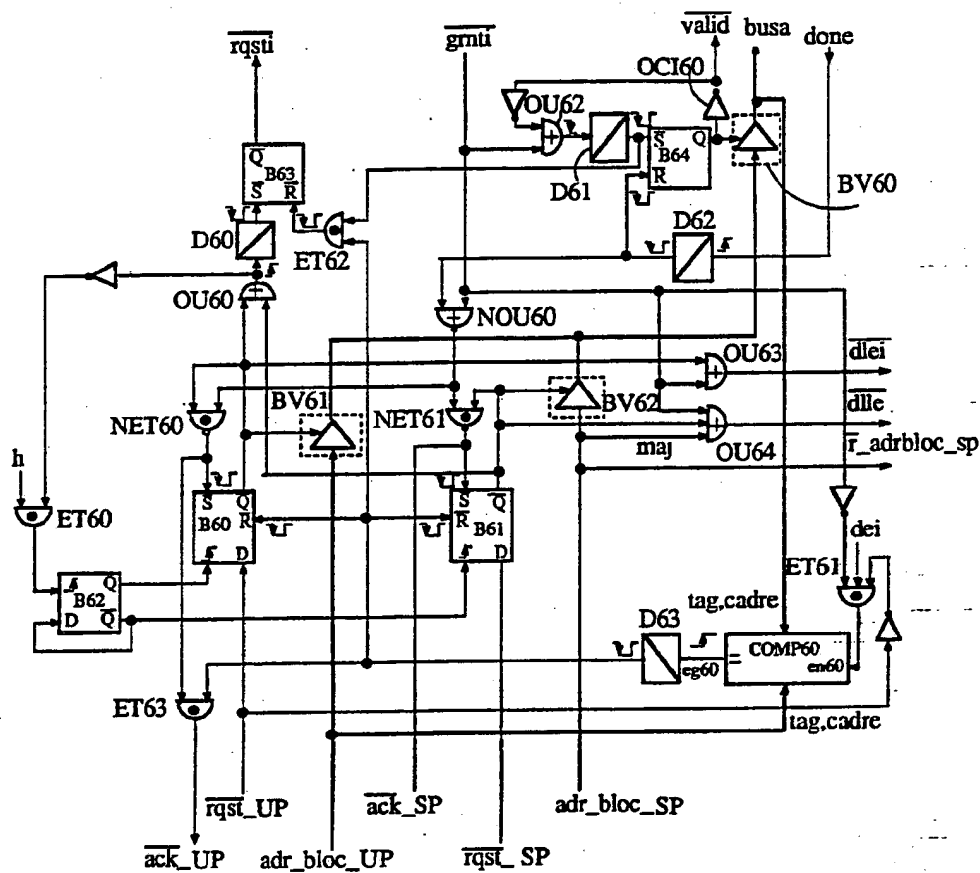 valid busa done
rqsti grnti
OCI60
OU62
Q̅ B63 S̅ R̅
S̅ Q B64 R
D61
BV60
D60
ET62
D62
OU60
NOU60
OU63 dlei
BV61
BV62
dlle
NET60
NET61
maj
OU64
r_adrbloc_sp
h
ET60
S̅ Q B60 R̅ D
S̅ Q̅ R̅ B61 D
dei
ET61
Q B62 D Q̅
tag,cadre
D63
eg60
= COMP60 en60
ET63
tag,cadre
rqst_UP
ack_SP
adr_bloc_SP
ack_UP
adr_bloc_UP
rqst_ SP